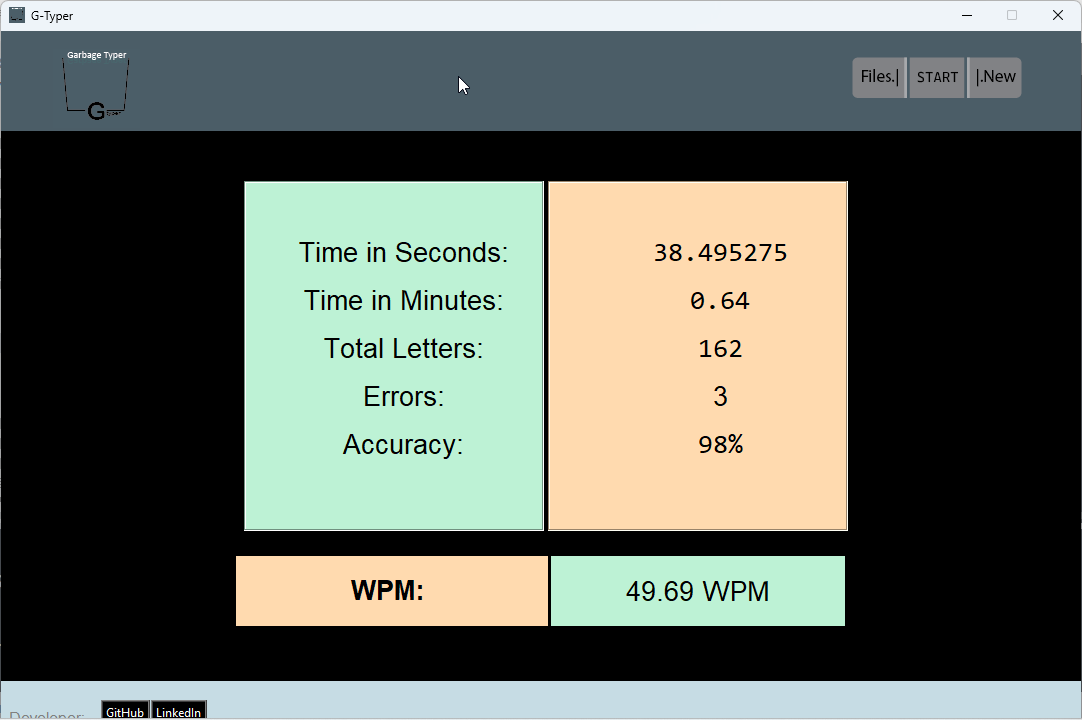 G-Typer
Garbage Typer
G
Files.| START |.New
Time in Seconds: 38.495275
Time in Minutes: 0.64
Total Letters: 162
Errors: 3
Accuracy: 98%
WPM: 49.69 WPM
Developer: GitHub LinkedIn